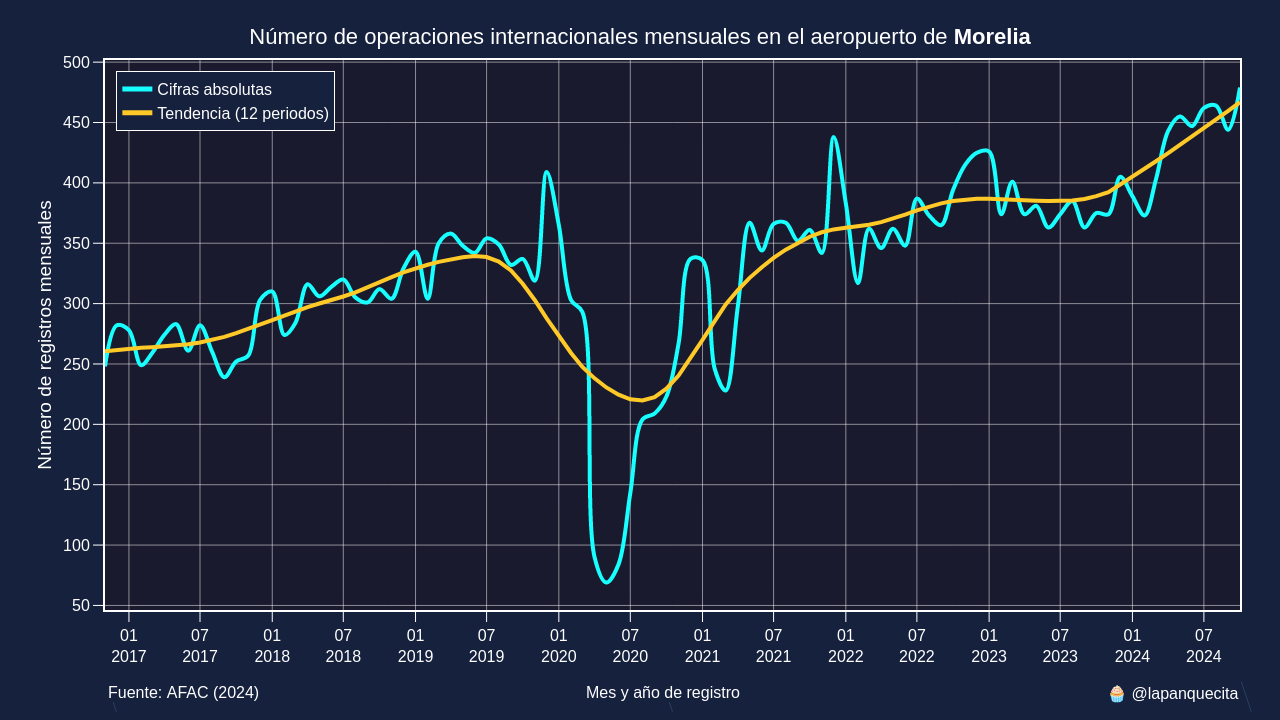 Número de operaciones internacionales mensuales en el aeropuerto de Morelia
Cifras absolutas
Tendencia (12 periodos)
Número de registros mensuales
500
450
400
350
300
250
200
150
100
50
01 07 01 07 01 07 01 07 01 07 01 07 01 07 01 07
2017 2017 2018 2018 2019 2019 2020 2020 2021 2021 2022 2022 2023 2023 2024 2024
Fuente: AFAC (2024)
Mes y año de registro
🧁 @lapanquecita